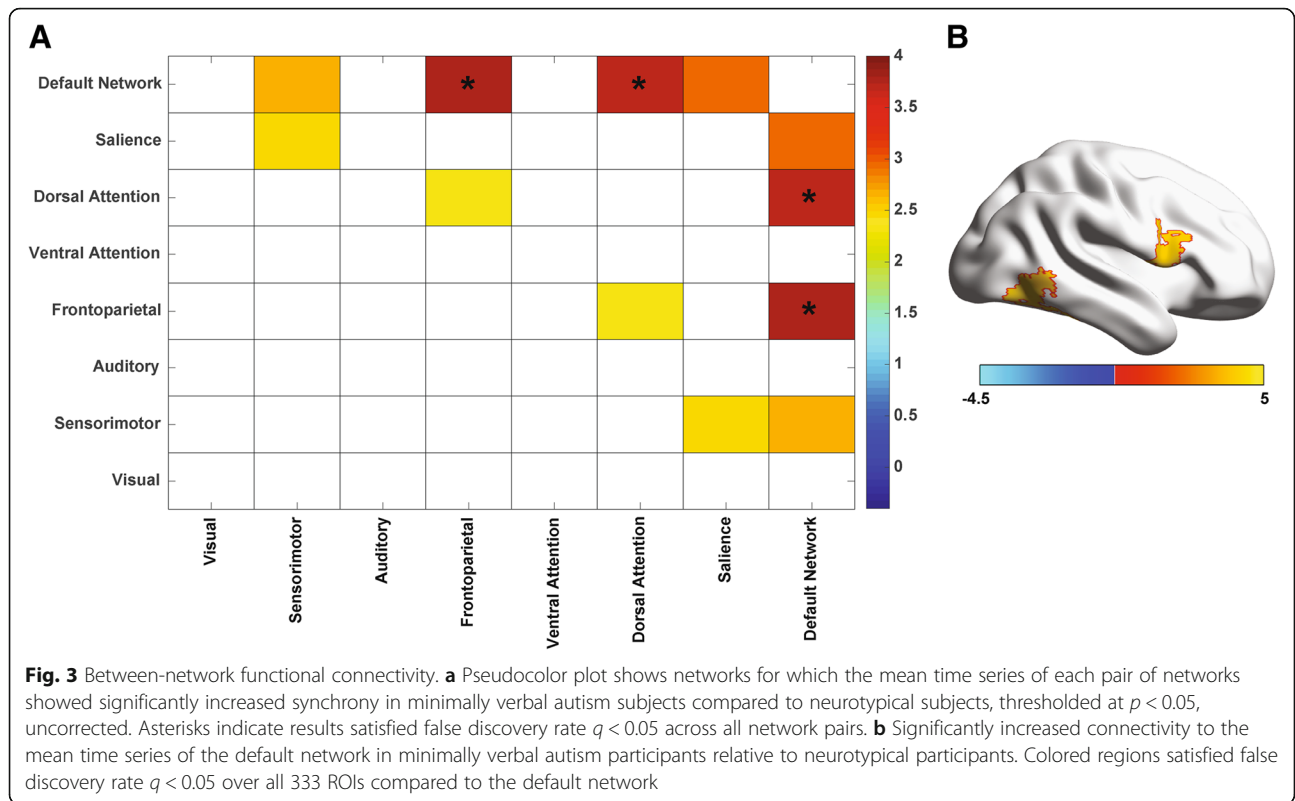 A
B
Default Network
Salience
Dorsal Attention
Ventral Attention
Frontoparietal
Auditory
Sensorimotor
Visual
* *
*
*
4
3.5
3
2.5
2
1.5
1
0.5
0
Visual
Sensorimotor
Auditory
Frontoparietal
Ventral Attention
Dorsal Attention
Salience
Default Network
-4.5 5
Fig. 3 Between-network functional connectivity. a Pseudocolor plot shows networks for which the mean time series of each pair of networks
showed significantly increased synchrony in minimally verbal autism subjects compared to neurotypical subjects, thresholded at p < 0.05,
uncorrected. Asterisks indicate results satisfied false discovery rate q < 0.05 across all network pairs. b Significantly increased connectivity to the
mean time series of the default network in minimally verbal autism participants relative to neurotypical participants. Colored regions satisfied false
discovery rate q < 0.05 over all 333 ROIs compared to the default network